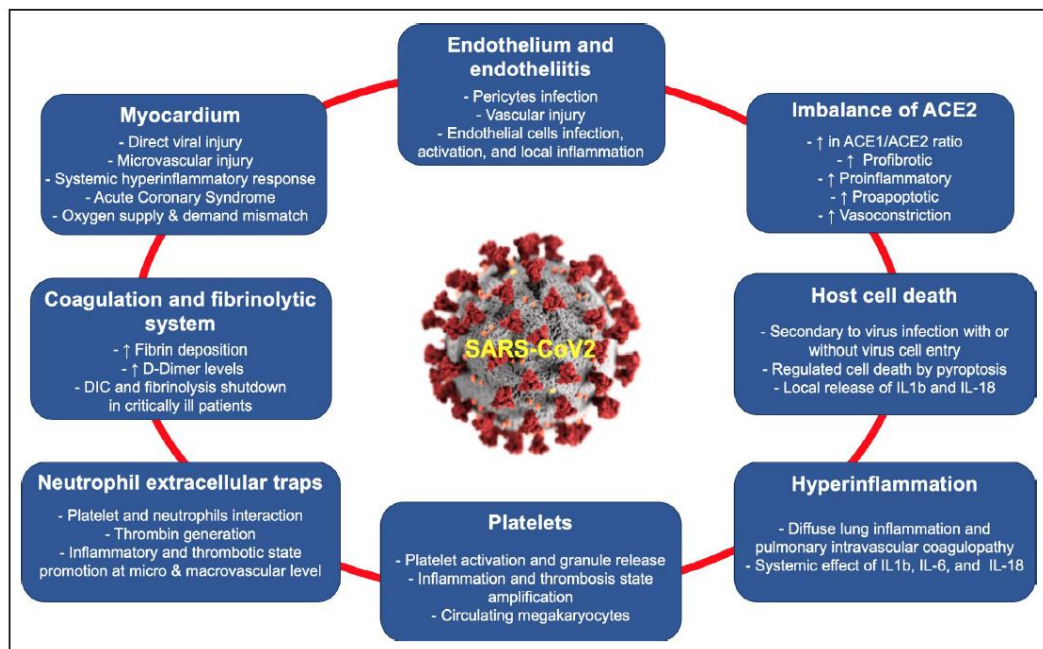 Endothelium and
endotheliitis
- Pericytes infection
- Vascular injury
- Endothelial cells infection,
activation, and local inflammation
Imbalance of ACE2
- ↑ in ACE1/ACE2 ratio
- ↑ Profibrotic
- ↑ Proinflammatory
- ↑ Proapoptotic
- ↑ Vasoconstriction
Host cell death
- Secondary to virus infection with or
without virus cell entry
- Regulated cell death by pyroptosis
- Local release of IL1b and IL-18
Hyperinflammation
- Diffuse lung inflammation and
pulmonary intravascular coagulopathy
- Systemic effect of IL1b, IL-6, and IL-18
Platelets
- Platelet activation and granule release
- Inflammation and thrombosis state
amplification
- Circulating megakaryocytes
Neutrophil extracellular traps
- Platelet and neutrophils interaction
- Thrombin generation
- Inflammatory and thrombotic state
promotion at micro & macrovascular level
Coagulation and fibrinolytic
system
- ↑ Fibrin deposition
- ↑ D-Dimer levels
- DIC and fibrinolysis shutdown
in critically ill patients
Myocardium
- Direct viral injury
- Microvascular injury
- Systemic hyperinflammatory response
- Acute Coronary Syndrome
- Oxygen supply & demand mismatch
SARS-CoV2